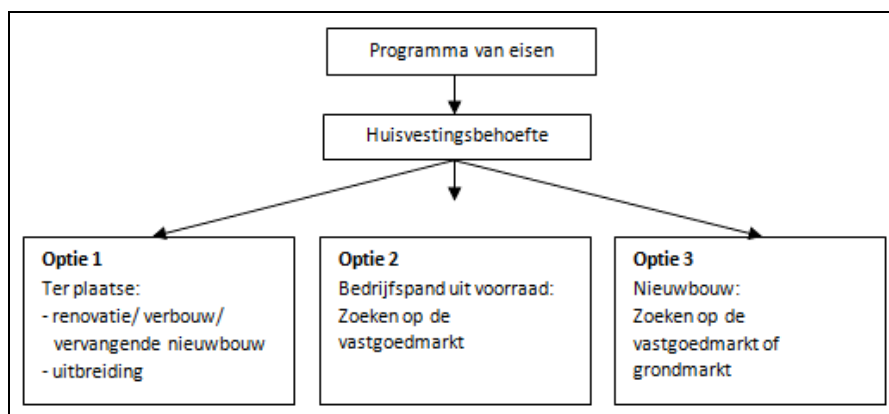 Programma van eisen
Huisvestingsbehoefte
Optie 1
Ter plaatse:
- renovatie/ verbouw/
vervangende nieuwbouw
- uitbreiding
Optie 2
Bedrijfspand uit voorraad:
Zoeken op de
vastgoedmarkt
Optie 3
Nieuwbouw:
Zoeken op de
vastgoedmarkt of
grondmarkt